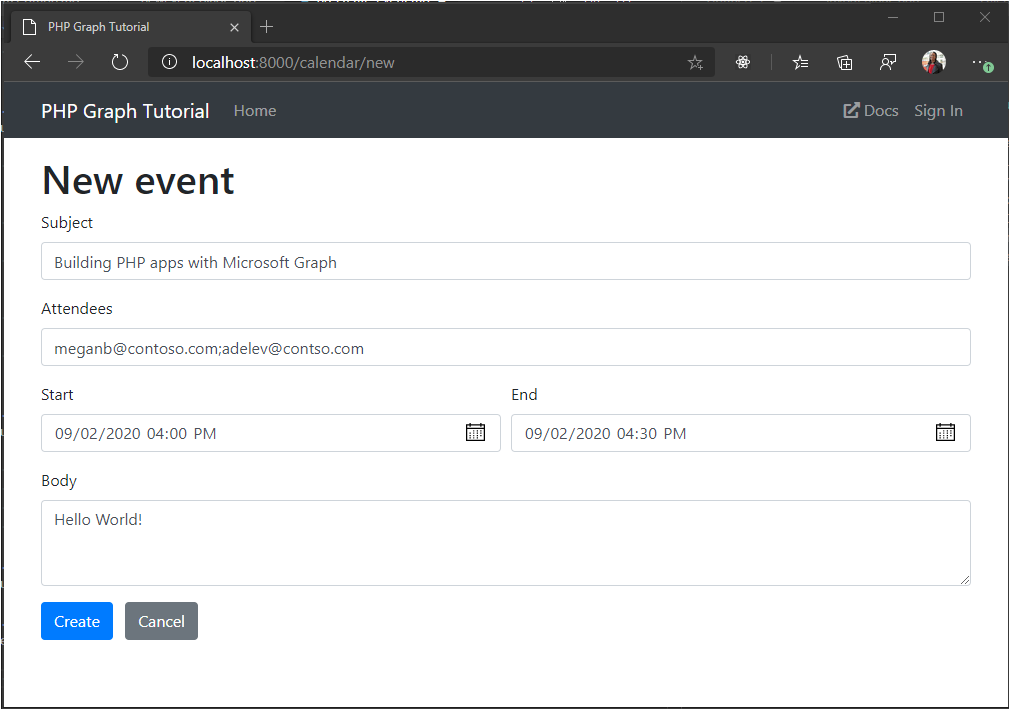 PHP Graph Tutorial
localhost:8000/calendar/new
PHP Graph Tutorial Home Docs Sign In
New event
Subject
Building PHP apps with Microsoft Graph
Attendees
meganb@contoso.com;adelev@contso.com
Start End
09/02/2020 04:00 PM 09/02/2020 04:30 PM
Body
Hello World!
Create Cancel